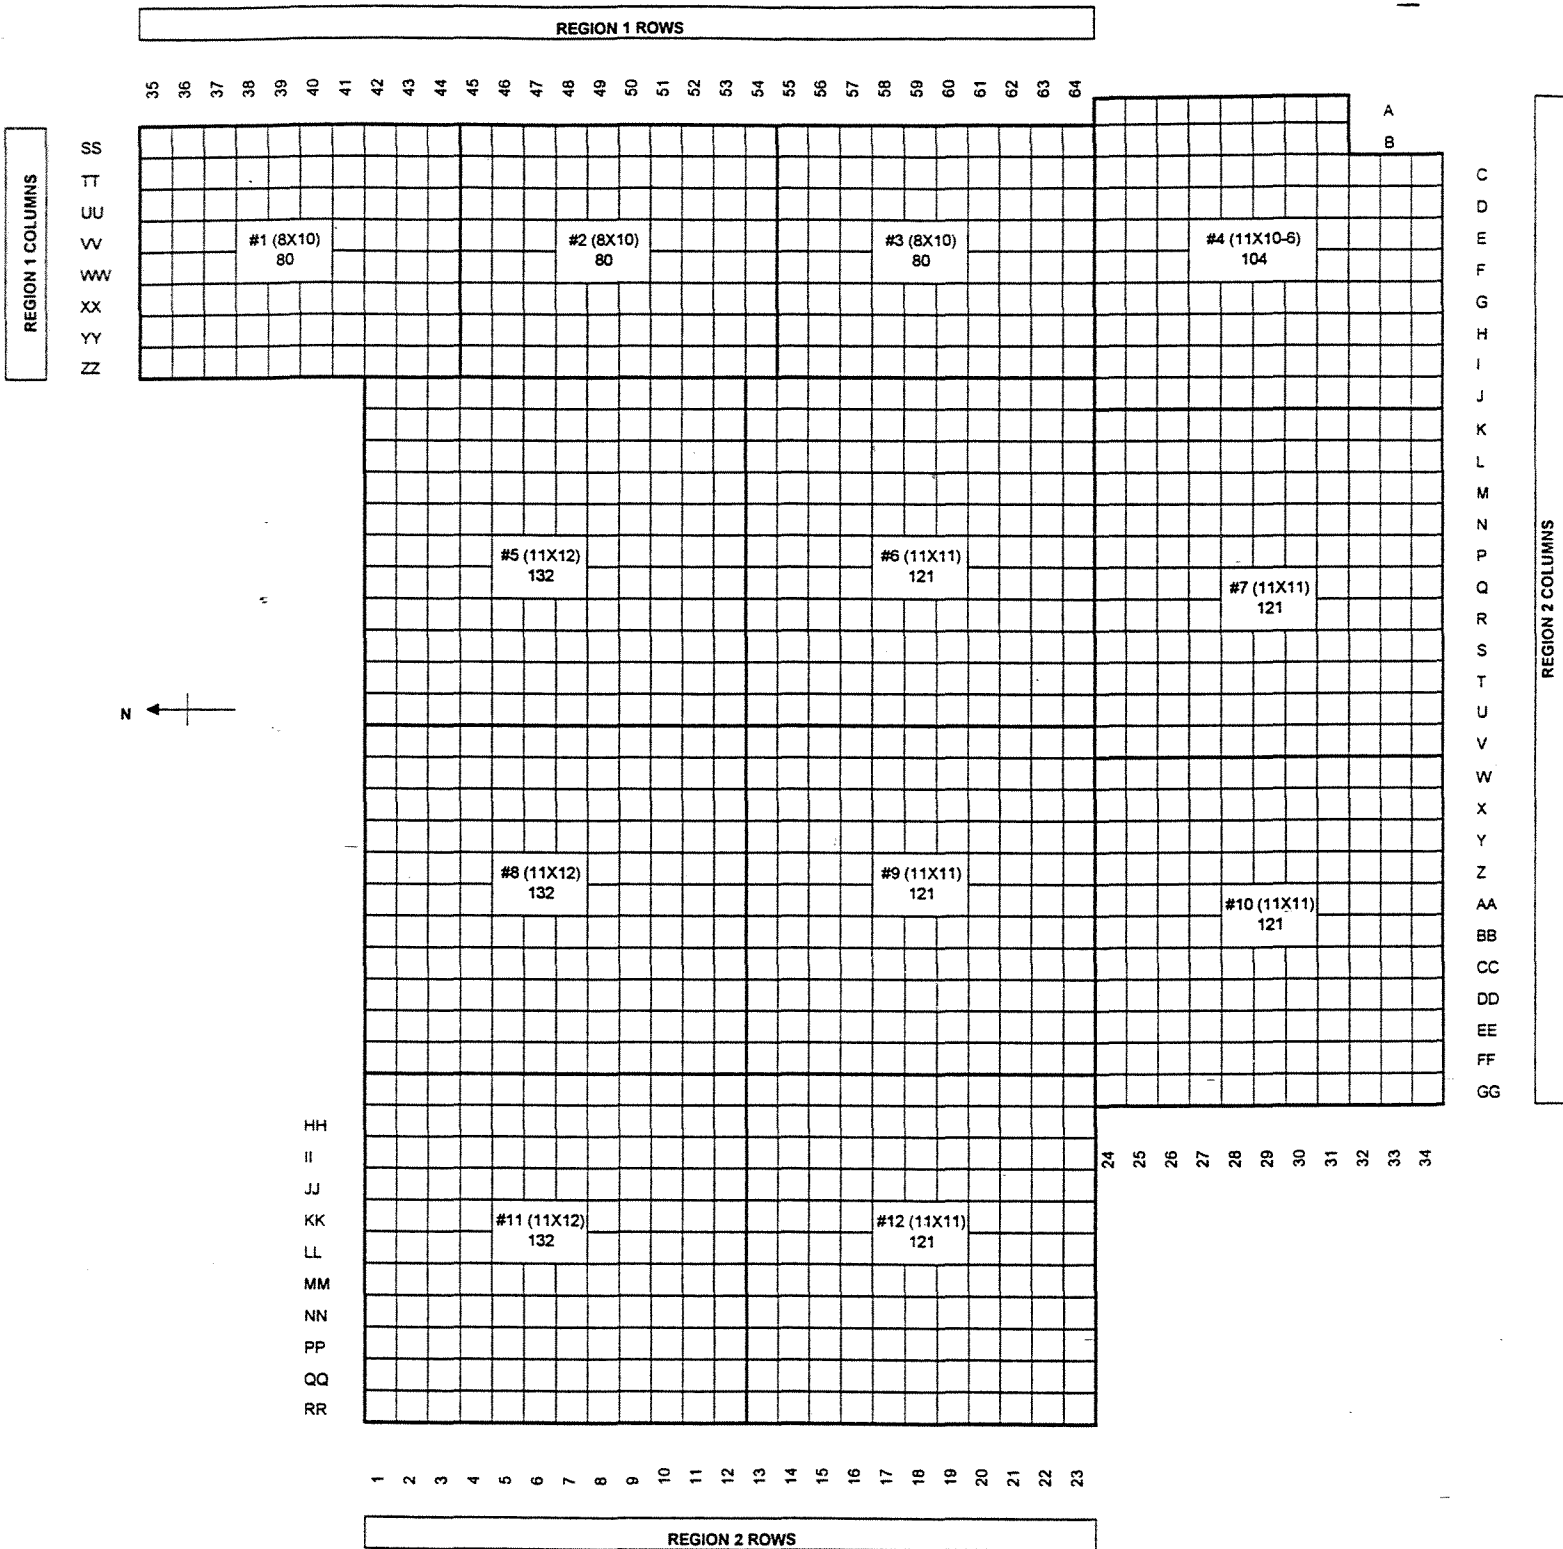 REGION 1 ROWS
35 36 37 38 39 40 41 42 43 44 45 46 47 48 49 50 51 52 53 54 55 56 57 58 59 60 61 62 63 64
A
B
REGION 1 COLUMNS
SS
TT
UU
VV
WW
XX
YY
ZZ
#1 (8X10)
80
#2 (8X10)
80
#3 (8X10)
80
#4 (11X10-6)
104
C
D
E
F
G
H
I
J
K
L
M
N
P
Q
R
S
T
U
V
W
X
Y
Z
AA
BB
CC
DD
EE
FF
GG
REGION 2 COLUMNS
#5 (11X12)
132
#6 (11X11)
121
#7 (11X11)
121
N
#8 (11X12)
132
#9 (11X11)
121
#10 (11X11)
121
HH
II
JJ
KK
LL
MM
NN
PP
QQ
RR
24 25 26 27 28 29 30 31 32 33 34
#11 (11X12)
132
#12 (11X11)
121
1 2 3 4 5 6 7 8 9 10 11 12 13 14 15 16 17 18 19 20 21 22 23
REGION 2 ROWS